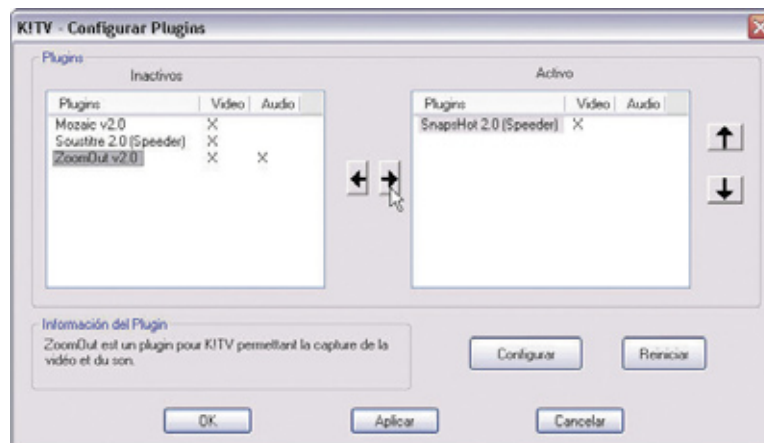 K!TV - Configurar Plugins
Plugins
Inactivos
Activo
Plugins Video Audio
Mozaic v2.0 X
Soustitre 2.0 (Speeder) X
ZoomOut v2.0 X X
Plugins Video Audio
SnapsHot 2.0 (Speeder) X
Información del Plugin
ZoomOut est un plugin pour K!TV permettant la capture de la
vidéo et du son.
Configurar
Reiniciar
OK
Aplicar
Cancelar